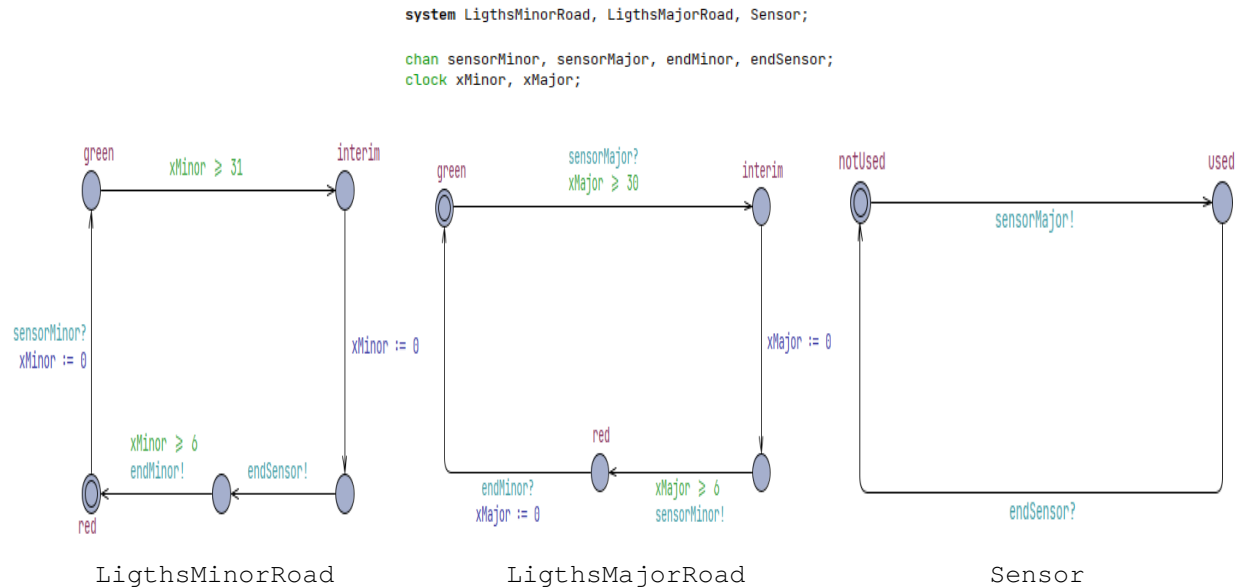 system LigthsMinorRoad, LigthsMajorRoad, Sensor;
chan sensorMinor, sensorMajor, endMinor, endSensor;
clock xMinor, xMajor;
green
xMinor ⩾ 31
interim
sensorMinor?
xMinor := 0
xMinor := 0
xMinor ⩾ 6
endMinor!
endSensor!
red
LigthsMinorRoad
green
sensorMajor?
xMajor ⩾ 30
interim
xMajor := 0
red
endMinor?
xMajor := 0
xMajor ⩾ 6
sensorMinor!
LigthsMajorRoad
notUsed
used
sensorMajor!
endSensor?
Sensor